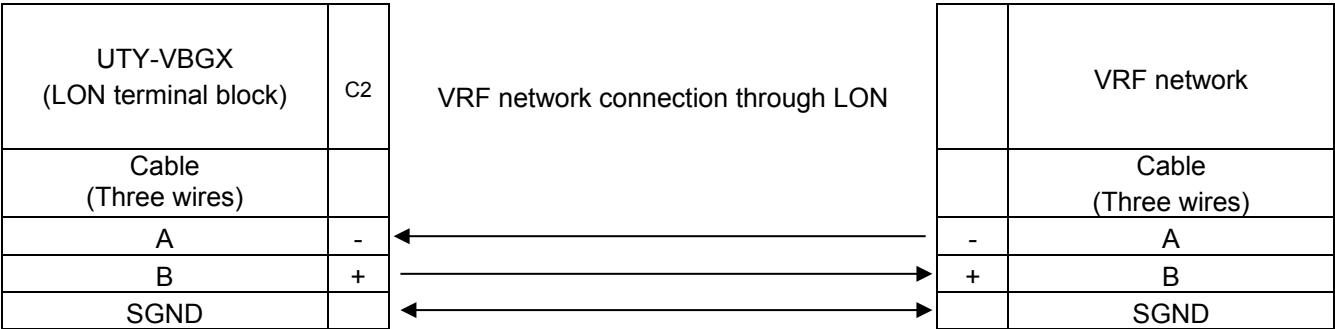 UTY-VBGX
(LON terminal block)
C2
VRF network connection through LON
VRF network
Cable
(Three wires)
Cable
(Three wires)
A - - A
B + + B
SGND SGND